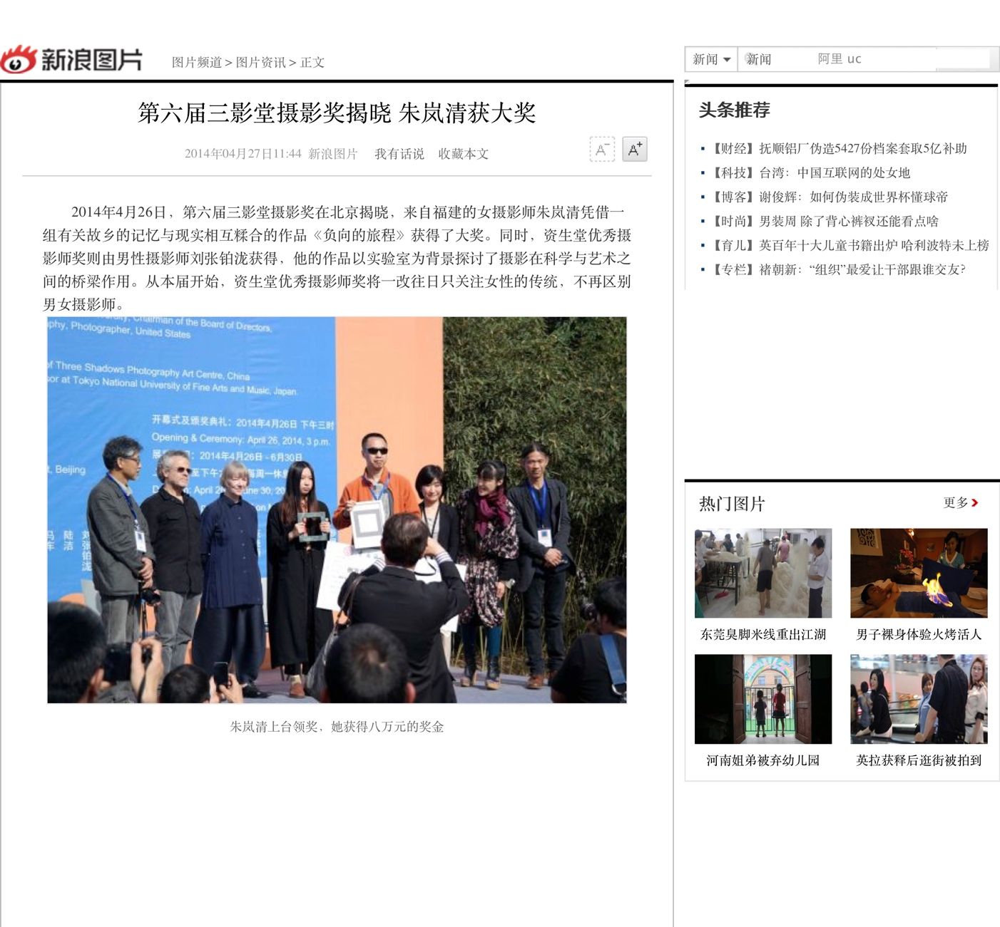 新浪图片
图片频道 > 图片资讯 > 正文
新闻
新闻
阿里 uc
第六届三影堂摄影奖揭晓 朱岚清获大奖
2014年04月27日11:44 新浪图片 我有话说 收藏本文
A-
A+
2014年4月26日，第六届三影堂摄影奖在北京揭晓，来自福建的女摄影师朱岚清凭借一
组有关故乡的记忆与现实相互糅合的作品《负向的旅程》获得了大奖。同时，资生堂优秀摄
影师奖则由男性摄影师刘张铂泷获得，他的作品以实验室为背景探讨了摄影在科学与艺术之
间的桥梁作用。从本届开始，资生堂优秀摄影师奖将一改往日只关注女性的传统，不再区别
男女摄影师。
Chairman of the Board of Directors,
phy, Photographer, United States
of Three Shadows Photography Art Centre, China
sor at Tokyo National University of Fine Arts and Music, Japan.
开幕式及颁奖典礼：2014年4月26日 下午三时
Opening & Ceremony: April 26, 2014, 3 p.m.
展 ：2014年4月26日 - 6月30日
至下午 每周一休
t, Beijing
April 2 une 30, 20
on
冯军
陆洁
刘张铂泷
朱岚清上台领奖，她获得八万元的奖金
头条推荐
【财经】抚顺铝厂伪造5427份档案套取5亿补助
【科技】台湾：中国互联网的处女地
【博客】谢俊辉：如何伪装成世界杯懂球帝
【时尚】男装周 除了背心裤衩还能看点啥
【育儿】英百年十大儿童书籍出炉 哈利波特未上榜
【专栏】褚朝新：“组织”最爱让干部跟谁交友?
热门图片
更多
东莞臭脚米线重出江湖
男子裸身体验火烤活人
河南姐弟被弃幼儿园
英拉获释后逛街被拍到